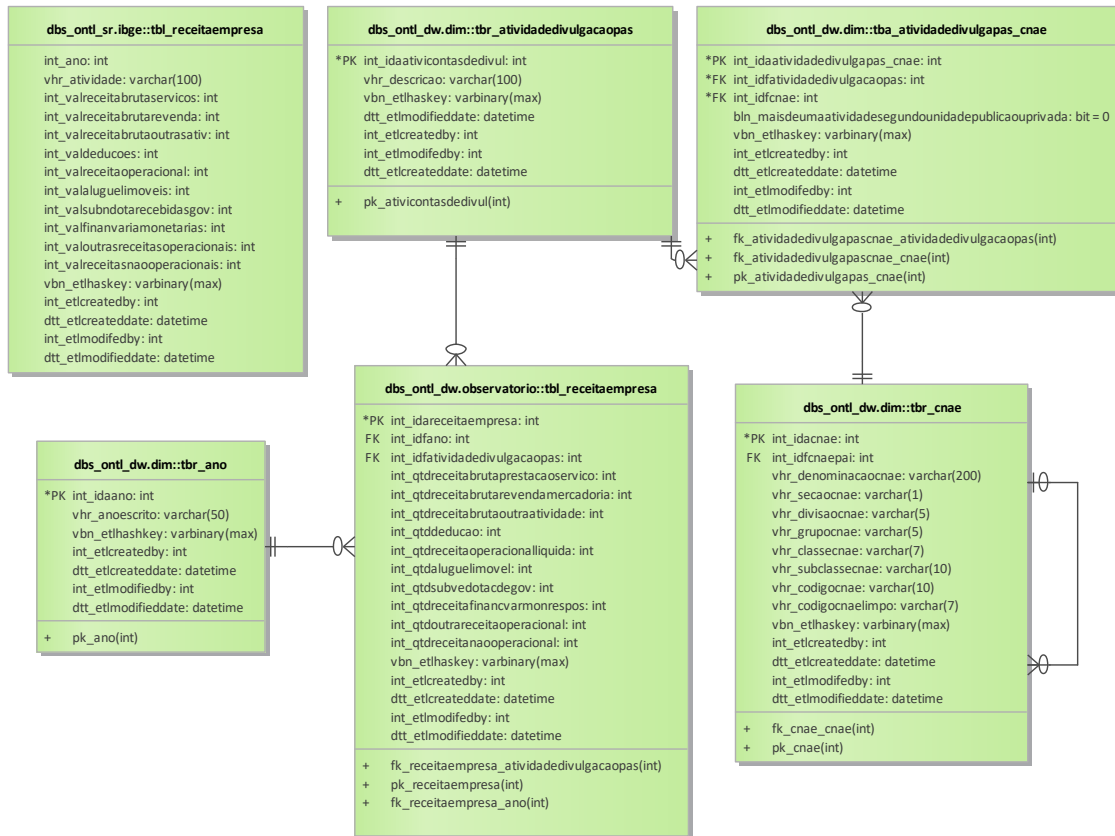 dbs_ontl_sr.ibge::tbl_receitaempresa
int_ano: int
vhr_atividade: varchar(100)
int_valreceitabrutaservicos: int
int_valreceitabrutarevenda: int
int_valreceitabrutaoutrasativ: int
int_valdeducoes: int
int_valreceitaoperacional: int
int_valaluguelimoveis: int
int_valsubndotarecebidasgov: int
int_valfinanvariamonetarias: int
int_valoutrasreceitasoperacionais: int
int_valreceitasnaooperacionais: int
vbn_etlhaskey: varbinary(max)
int_etlcreatedby: int
dtt_etlcreateddate: datetime
int_etlmodifedby: int
dtt_etlmodifieddate: datetime
dbs_ontl_dw.dim::tbr_atividadedivulgacaopas
*PK int_idaativicontasdedivul: int
vhr_descricao: varchar(100)
vbn_etlhaskey: varbinary(max)
dtt_etlmodifieddate: datetime
int_etlcreatedby: int
int_etlmodifedby: int
dtt_etlcreateddate: datetime
+ pk_ativicontasdedivul(int)
dbs_ontl_dw.dim::tba_atividadedivulgapas_cnae
*PK int_idaatividadedivulgapas_cnae: int
*FK int_idfatividadedivulgacaopas: int
*FK int_idfcnae: int
bln_maisdeumaatividadesegundounidadepublicaouprivada: bit = 0
vbn_etlhaskey: varbinary(max)
int_etlcreatedby: int
dtt_etlcreateddate: datetime
int_etlmodifedby: int
dtt_etlmodifieddate: datetime
+ fk_atividadedivulgapascnae_atividadedivulgacaopas(int)
+ fk_atividadedivulgapascnae_cnae(int)
+ pk_atividadedivulgapas_cnae(int)
dbs_ontl_dw.dim::tbr_ano
*PK int_idaano: int
vhr_anoescrito: varchar(50)
vbn_etlhashkey: varbinary(max)
int_etlcreatedby: int
dtt_etlcreateddate: datetime
int_etlmodifiedby: int
dtt_etlmodifieddate: datetime
+ pk_ano(int)
dbs_ontl_dw.observatorio::tbl_receitaempresa
*PK int_idareceitaempresa: int
FK int_idfano: int
FK int_idfatividadedivulgacaopas: int
int_qtdreceitabrutaprestacaoservico: int
int_qtdreceitabrutarevendamercadoria: int
int_qtdreceitabrutaoutraatividade: int
int_qtddeducao: int
int_qtdreceitaoperacionalliquida: int
int_qtdaluguelimovel: int
int_qtdsubvedotacdegov: int
int_qtdreceitafinancvarmonrespos: int
int_qtdoutrareceitaoperacional: int
int_qtdreceitanaooperacional: int
vbn_etlhaskey: varbinary(max)
int_etlcreatedby: int
dtt_etlcreateddate: datetime
int_etlmodifedby: int
dtt_etlmodifieddate: datetime
+ fk_receitaempresa_atividadedivulgacaopas(int)
+ pk_receitaempresa(int)
+ fk_receitaempresa_ano(int)
dbs_ontl_dw.dim::tbr_cnae
*PK int_idacnae: int
FK int_idfcnaepai: int
vhr_denominacaocnae: varchar(200)
vhr_secaocnae: varchar(1)
vhr_divisaocnae: varchar(5)
vhr_grupocnae: varchar(5)
vhr_classecnae: varchar(7)
vhr_subclassecnae: varchar(10)
vhr_codigocnae: varchar(10)
vhr_codigocnaelimpo: varchar(7)
vbn_etlhaskey: varbinary(max)
int_etlcreatedby: int
dtt_etlcreateddate: datetime
int_etlmodifedby: int
dtt_etlmodifieddate: datetime
+ fk_cnae_cnae(int)
+ pk_cnae(int)